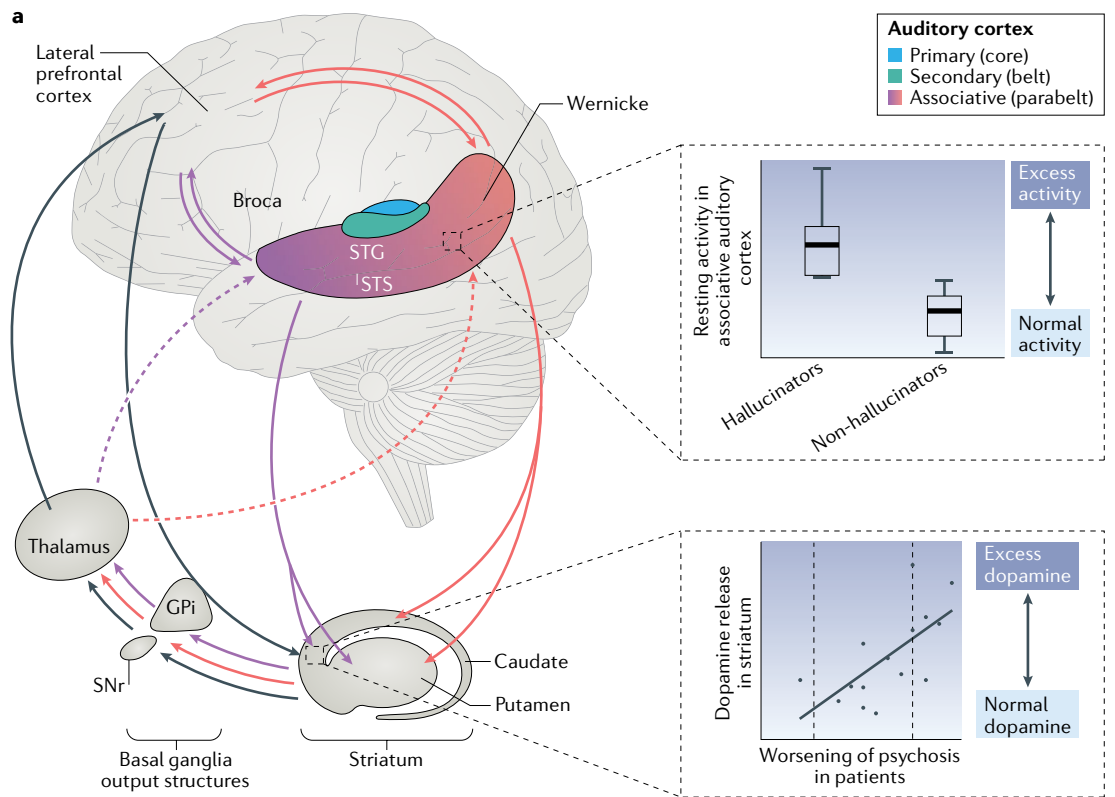 a
Lateral
prefrontal
cortex
Wernicke
Broca
STG
STS
Thalamus
GPi
SNr
Caudate
Putamen
Basal ganglia
output structures
Striatum
Auditory cortex
Primary (core)
Secondary (belt)
Associative (parabelt)
Resting activity in
associative auditory
cortex
Hallucinators
Non-hallucinators
Excess
activity
Normal
activity
Dopamine release
in striatum
Worsening of psychosis
in patients
Excess
dopamine
Normal
dopamine